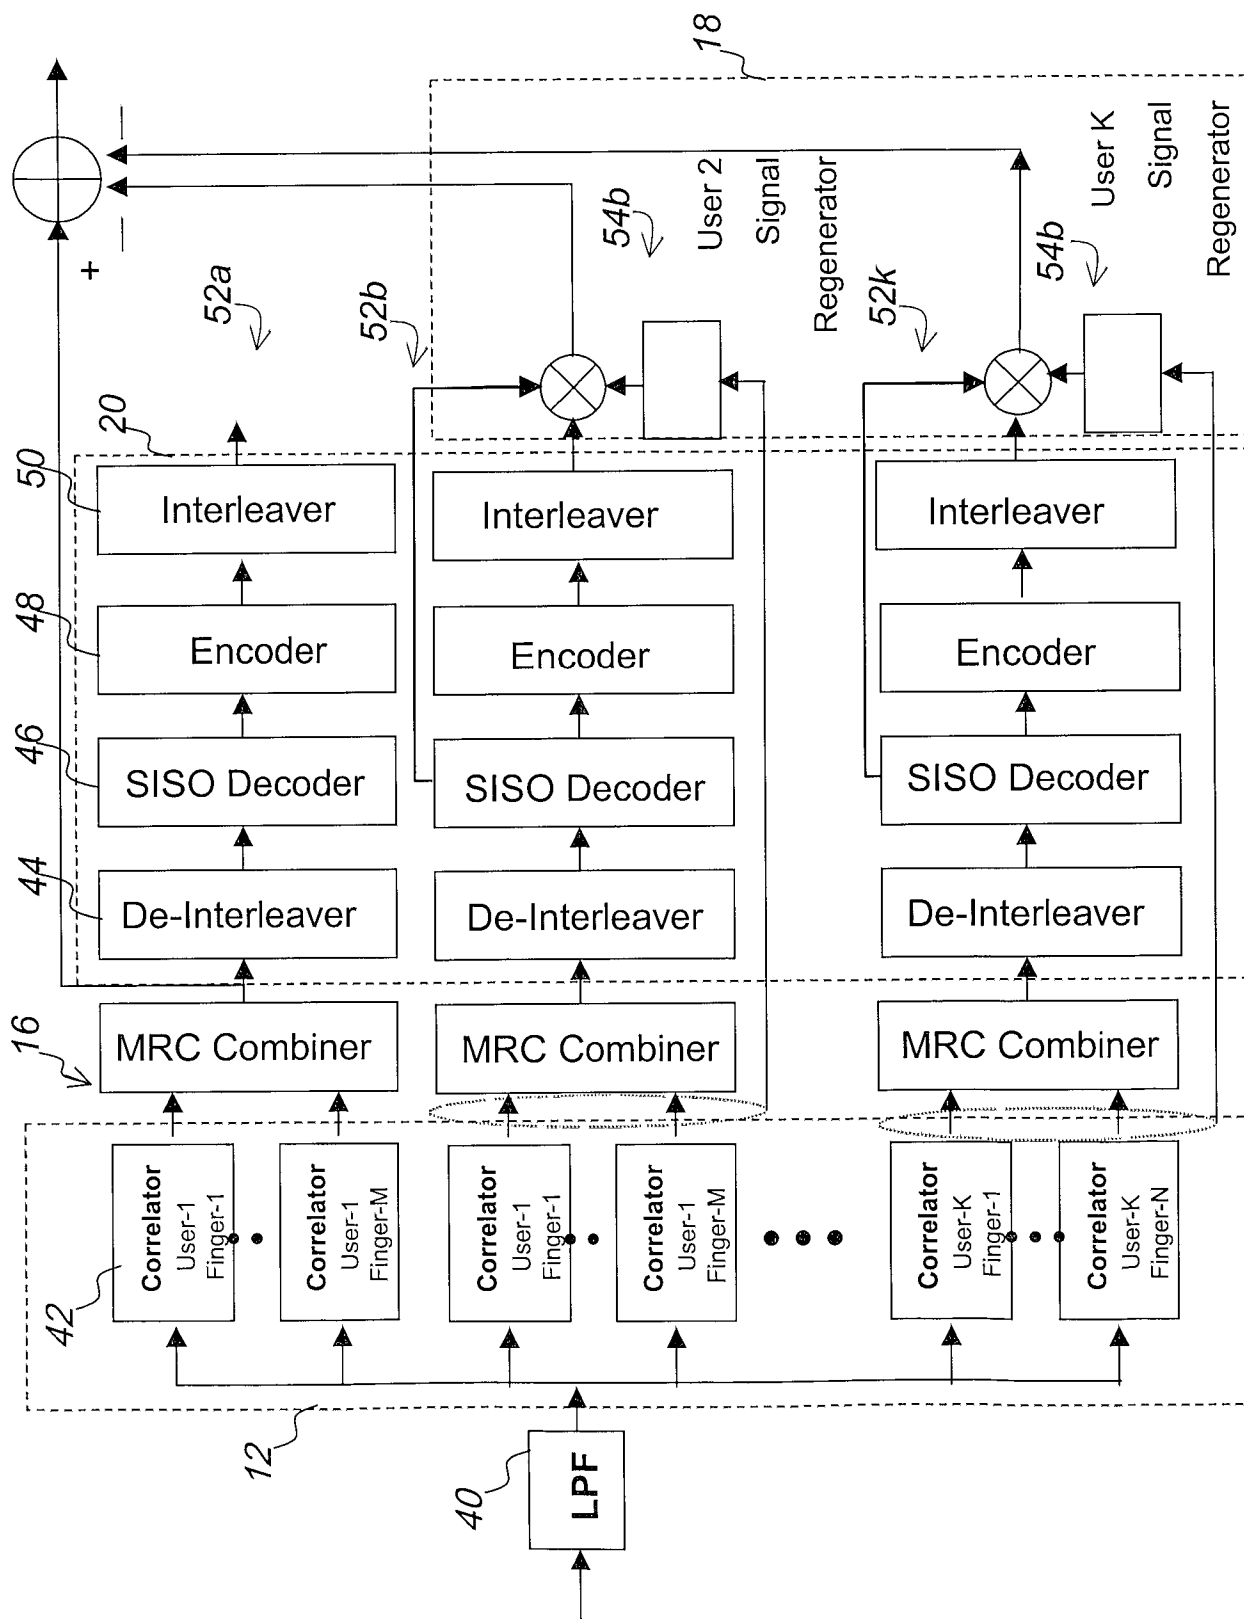 18
+
—
—
52a
52b
54b
User 2
Signal
Regenerator
52k
54b
User K
Signal
Regenerator
20
50
Interleaver
Interleaver
Interleaver
48
Encoder
Encoder
Encoder
46
SISO Decoder
SISO Decoder
SISO Decoder
44
De-Interleaver
De-Interleaver
De-Interleaver
16
MRC Combiner
MRC Combiner
MRC Combiner
42
Correlator
User-1
Finger-1
Correlator
User-1
Finger-M
Correlator
User-1
Finger-1
Correlator
User-1
Finger-M
Correlator
User-K
Finger-1
Correlator
User-K
Finger-N
12
40
LPF